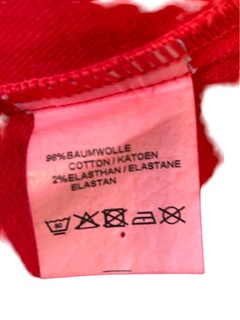 98%BAUMWOLLE
COTTON / KATOEN
2%ELASTHAN / ELASTANE
ELASTAN